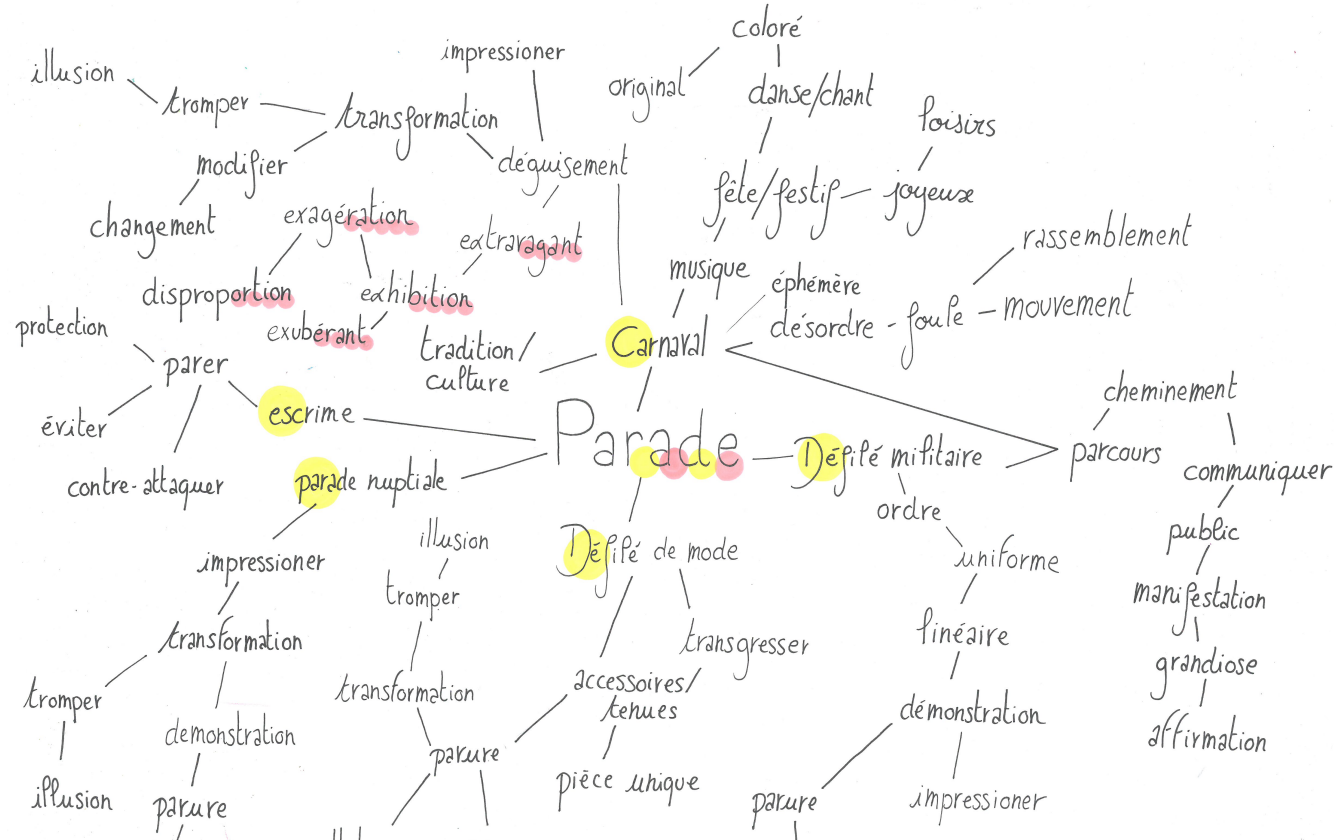 coloré
impressioner
illusion
original
danse/chant
tromper
transformation
loisirs
modifier
déguisement
fête/festif
joyeux
changement
exagération
extravagant
rassemblement
musique
éphémère
disproportion
exhibition
mouvement
protection
exubérant
désordre - foule
tradition/
culture
Carnaval
parer
cheminement
escrime
éviter
Parade
Défilé militaire
parcours
contre-attaquer
parade nuptiale
communiquer
ordre
illusion
Défilé de mode
public
impressioner
uniforme
tromper
manifestation
transformation
transgresser
linéaire
grandiose
tromper
transformation
accessoires/
tenues
démonstration
affirmation
demonstration
parure
pièce unique
illusion
parure
parure
impressioner